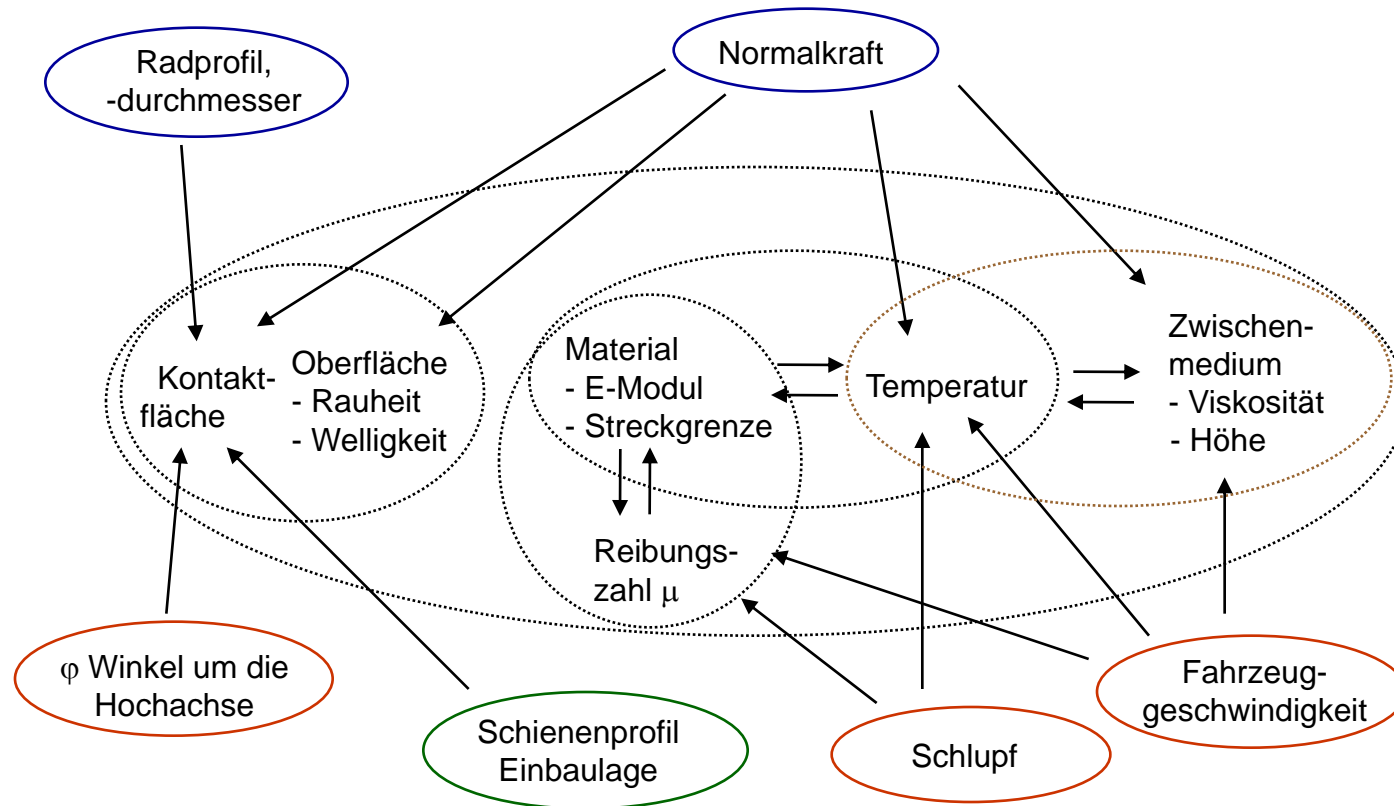 Radprofil,
-durchmesser
Normalkraft
Kontakt-
fläche
Oberfläche
- Rauheit
- Welligkeit
Material
- E-Modul
- Streckgrenze
Temperatur
Zwischen-
medium
- Viskosität
- Höhe
Reibungs-
zahl μ
φ Winkel um die
Hochachse
Schienenprofil
Einbaulage
Schlupf
Fahrzeug-
geschwindigkeit